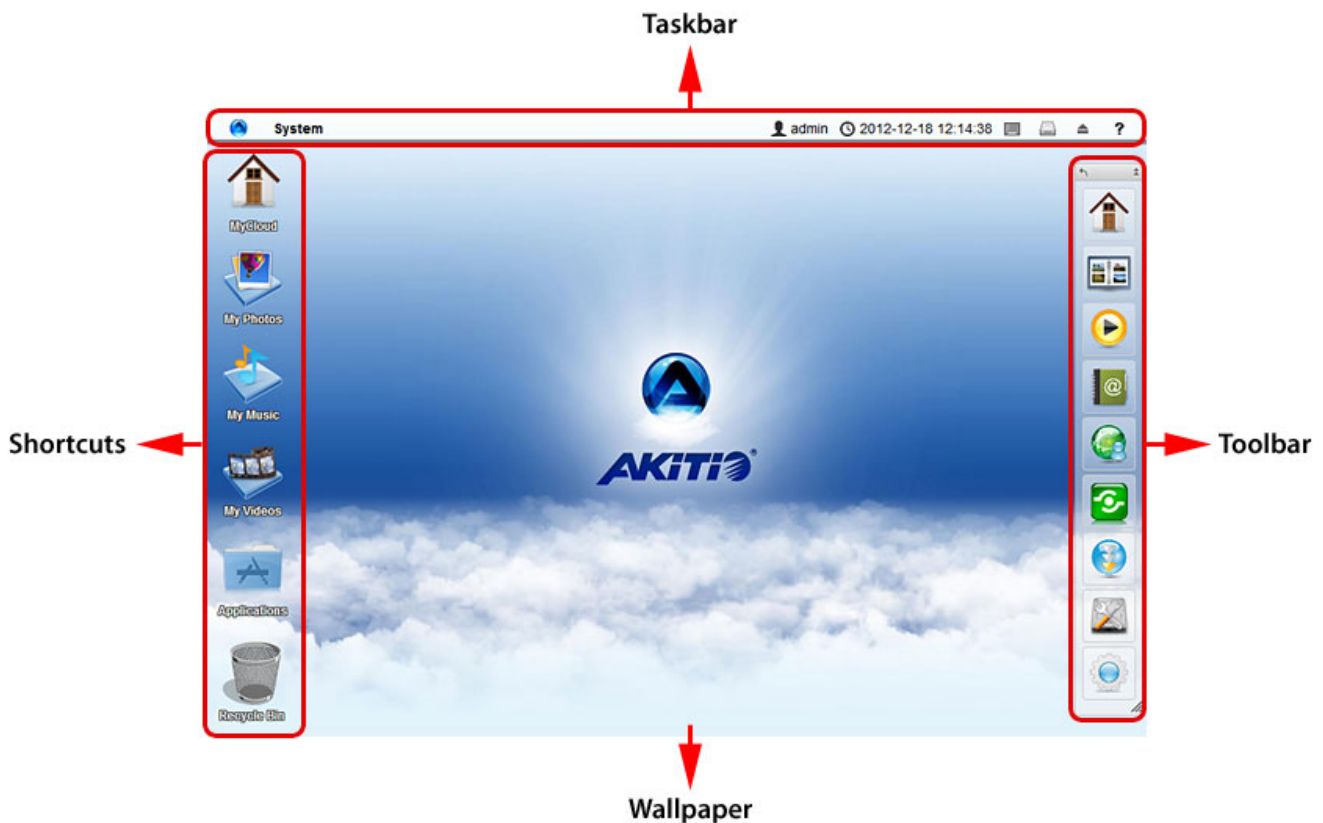 Taskbar
System admin 2012-12-18 12:14:38 ?
MyCloud
My Photos
My Music
My Videos
Applications
Recycle Bin
AKiTiO®
Shortcuts
Toolbar
Wallpaper